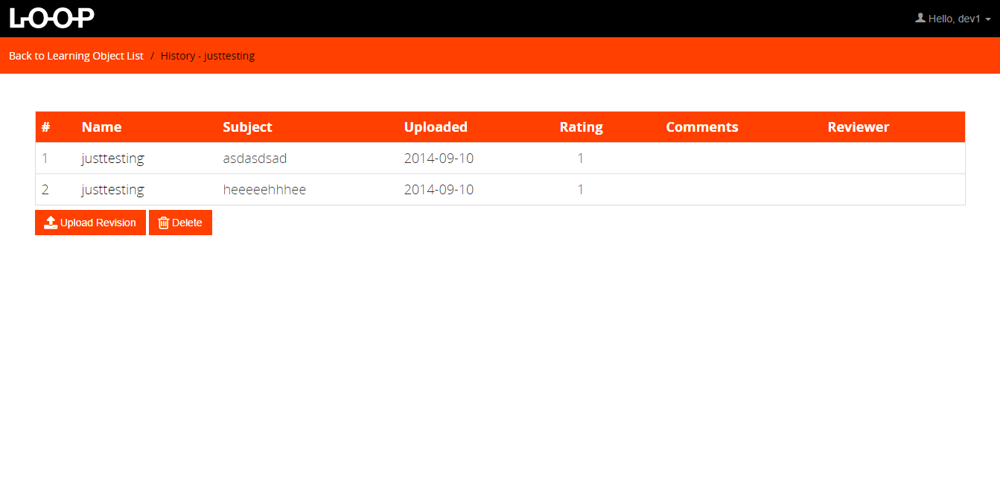 LOOP
Hello, dev1
Back to Learning Object List / History - justtesting
# Name Subject Uploaded Rating Comments Reviewer
1 justtesting asdasdsad 2014-09-10 1
2 justtesting heeeeehhhee 2014-09-10 1
Upload Revision Delete